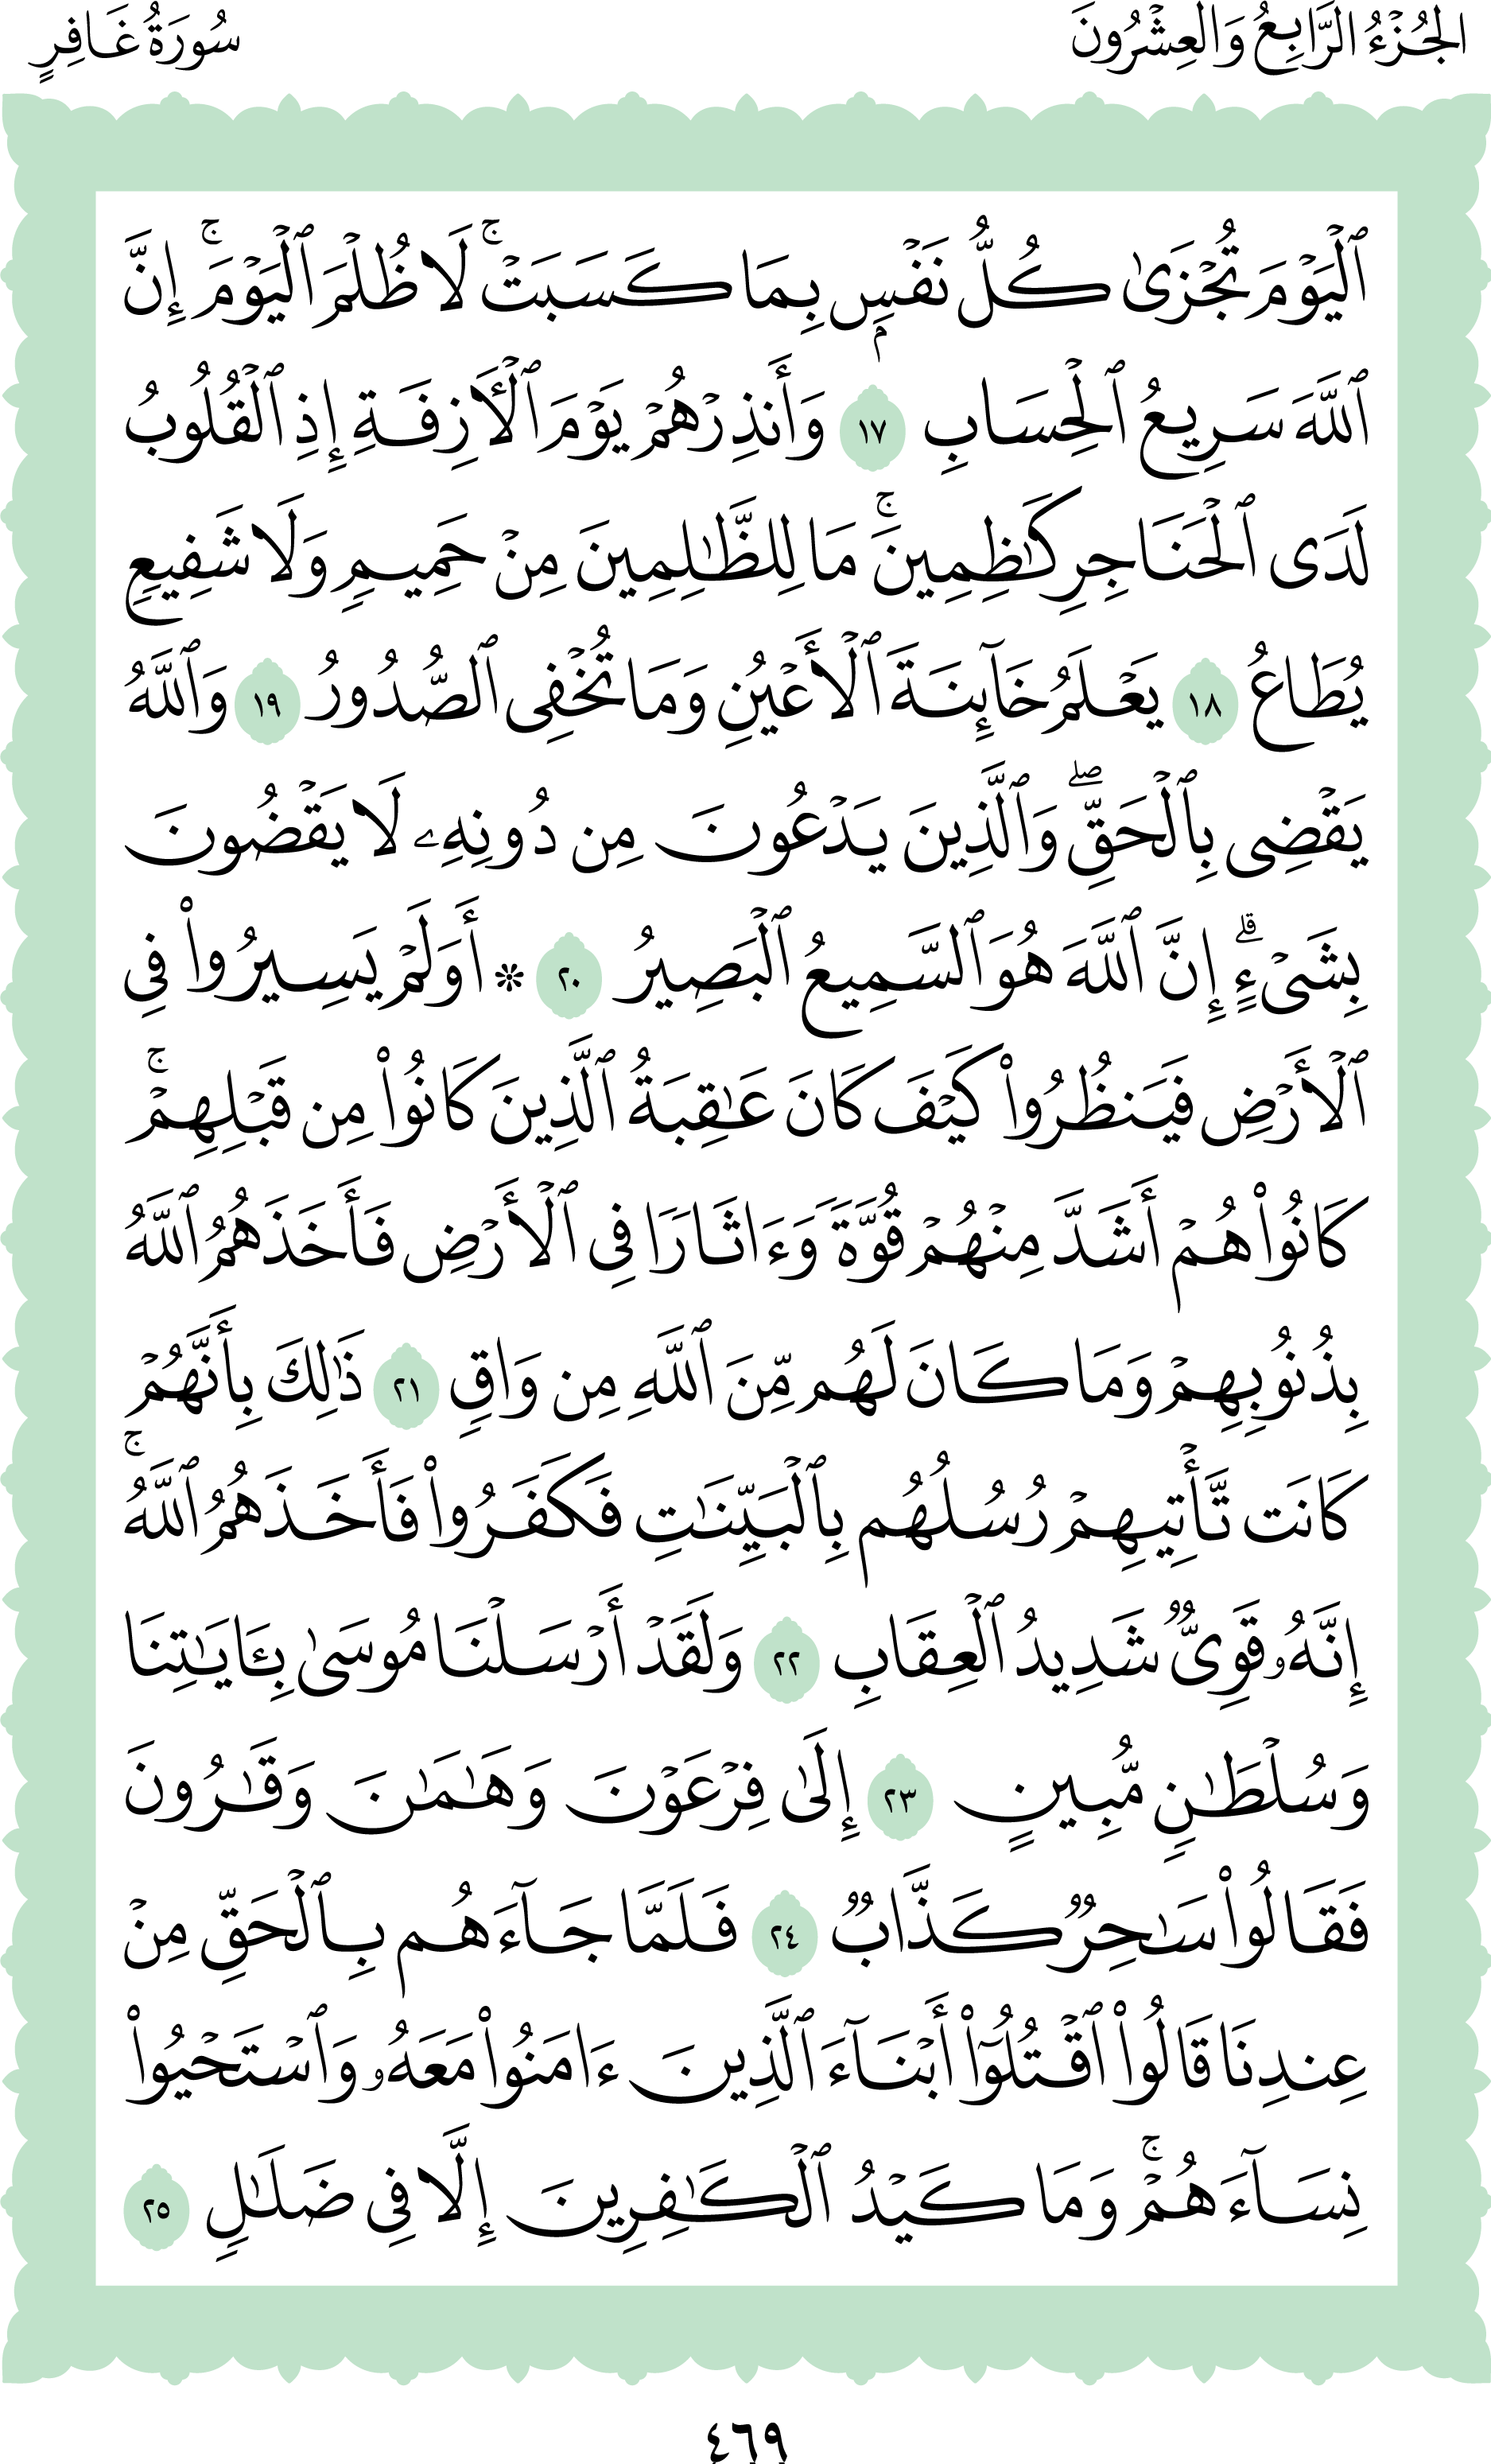 الجُزۡءُ الرَّابِعُ وَالعِشۡرُونَ
سُورَةُ غَافِرٍ
ٱلۡيَوۡمَ تُجۡزَىٰ كُلُّ نَفۡسِۭ بِمَا كَسَبَتۡۚ لَا ظُلۡمَ ٱلۡيَوۡمَۚ إِنَّ
ٱللَّهَ سَرِيعُ ٱلۡحِسَابِ ١٧ وَأَنذِرۡهُمۡ يَوۡمَ ٱلۡأٓزِفَةِ إِذِ ٱلۡقُلُوبُ
لَدَى ٱلۡحَنَاجِرِ كَٰظِمِينَۚ مَا لِلظَّٰلِمِينَ مِنۡ حَمِيمٖ وَلَا شَفِيعٖ
يُطَاعُ ١٨ يَعۡلَمُ خَآئِنَةَ ٱلۡأَعۡيُنِ وَمَا تُخۡفِي ٱلصُّدُورُ ١٩ وَٱللَّهُ
يَقۡضِي بِٱلۡحَقِّۖ وَٱلَّذِينَ يَدۡعُونَ مِن دُونِهِۦ لَا يَقۡضُونَ
بِشَيۡءٍۗ إِنَّ ٱللَّهَ هُوَ ٱلسَّمِيعُ ٱلۡبَصِيرُ ٢٠ ۞ أَوَلَمۡ يَسِيرُواْ فِي
ٱلۡأَرۡضِ فَيَنظُرُواْ كَيۡفَ كَانَ عَٰقِبَةُ ٱلَّذِينَ كَانُواْ مِن قَبۡلِهِمۡۚ
كَانُواْ هُمۡ أَشَدَّ مِنۡهُمۡ قُوَّةٗ وَءَاثَارٗا فِي ٱلۡأَرۡضِ فَأَخَذَهُمُ ٱللَّهُ
بِذُنُوبِهِمۡ وَمَا كَانَ لَهُم مِّنَ ٱللَّهِ مِن وَاقٖ ٢١ ذَٰلِكَ بِأَنَّهُمۡ
كَانَت تَّأۡتِيهِمۡ رُسُلُهُم بِٱلۡبَيِّنَٰتِ فَكَفَرُواْ فَأَخَذَهُمُ ٱللَّهُۚ
إِنَّهُۥ قَوِيّٞ شَدِيدُ ٱلۡعِقَابِ ٢٢ وَلَقَدۡ أَرۡسَلۡنَا مُوسَىٰ بِـَٔايَٰتِنَا
وَسُلۡطَٰنٖ مُّبِينٍ ٢٣ إِلَىٰ فِرۡعَوۡنَ وَهَٰمَٰنَ وَقَٰرُونَ
فَقَالُواْ سَٰحِرٞ كَذَّابٞ ٢٤ فَلَمَّا جَآءَهُم بِٱلۡحَقِّ مِنۡ
عِندِنَا قَالُواْ ٱقۡتُلُوٓاْ أَبۡنَآءَ ٱلَّذِينَ ءَامَنُواْ مَعَهُۥ وَٱسۡتَحۡيُواْ
نِسَآءَهُمۡۚ وَمَا كَيۡدُ ٱلۡكَٰفِرِينَ إِلَّا فِي ضَلَٰلٖ ٢٥
٤٦٩